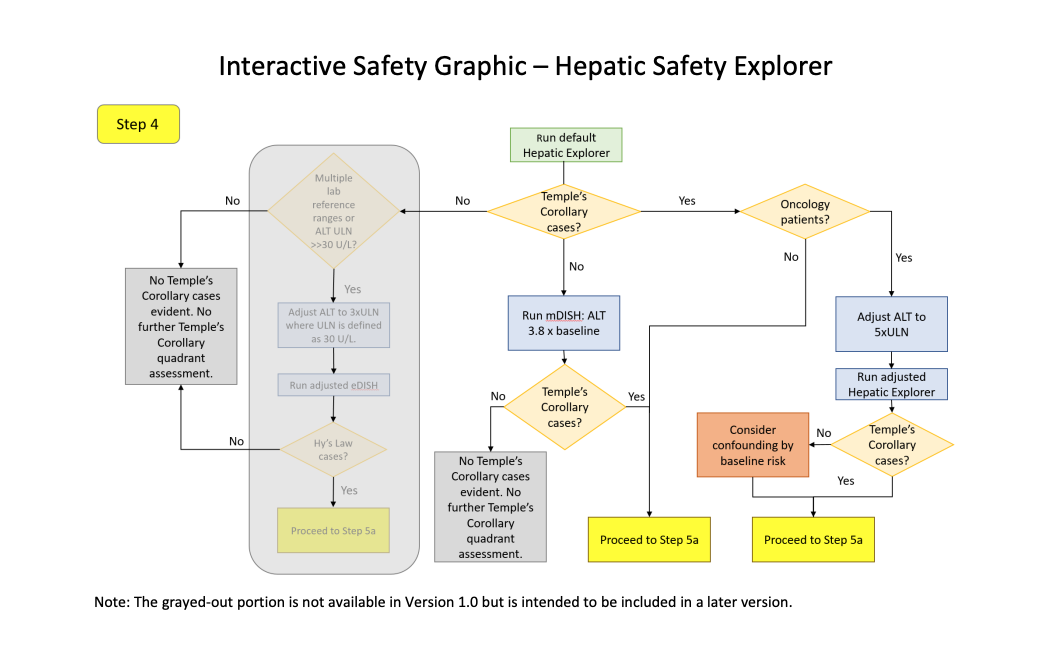 Interactive Safety Graphic – Hepatic Safety Explorer
Step 4
Run default
Hepatic Explorer
Multiple
lab
reference
ranges or
ALT ULN
>>30 U/L?
No
No
Temple's
Corollary
cases?
Yes
Oncology
patients?
No
Yes
No
Yes
No Temple's
Corollary cases
evident. No
further Temple's
Corollary
quadrant
assessment.
Adjust ALT to 3xULN
where ULN is defined
as 30 U/L.
Run mDISH: ALT
3.8 x baseline
Adjust ALT to
5xULN
Run adjusted eDISH
Run adjusted
Hepatic Explorer
No
Temple's
Corollary
cases?
Yes
No
Hy's Law
cases?
Yes
Consider
confounding by
baseline risk
No
Temple's
Corollary
cases?
Yes
No Temple's
Corollary cases
evident. No
further Temple's
Corollary
quadrant
assessment.
Proceed to Step 5a
Proceed to Step 5a
Proceed to Step 5a
Note: The grayed-out portion is not available in Version 1.0 but is intended to be included in a later version.